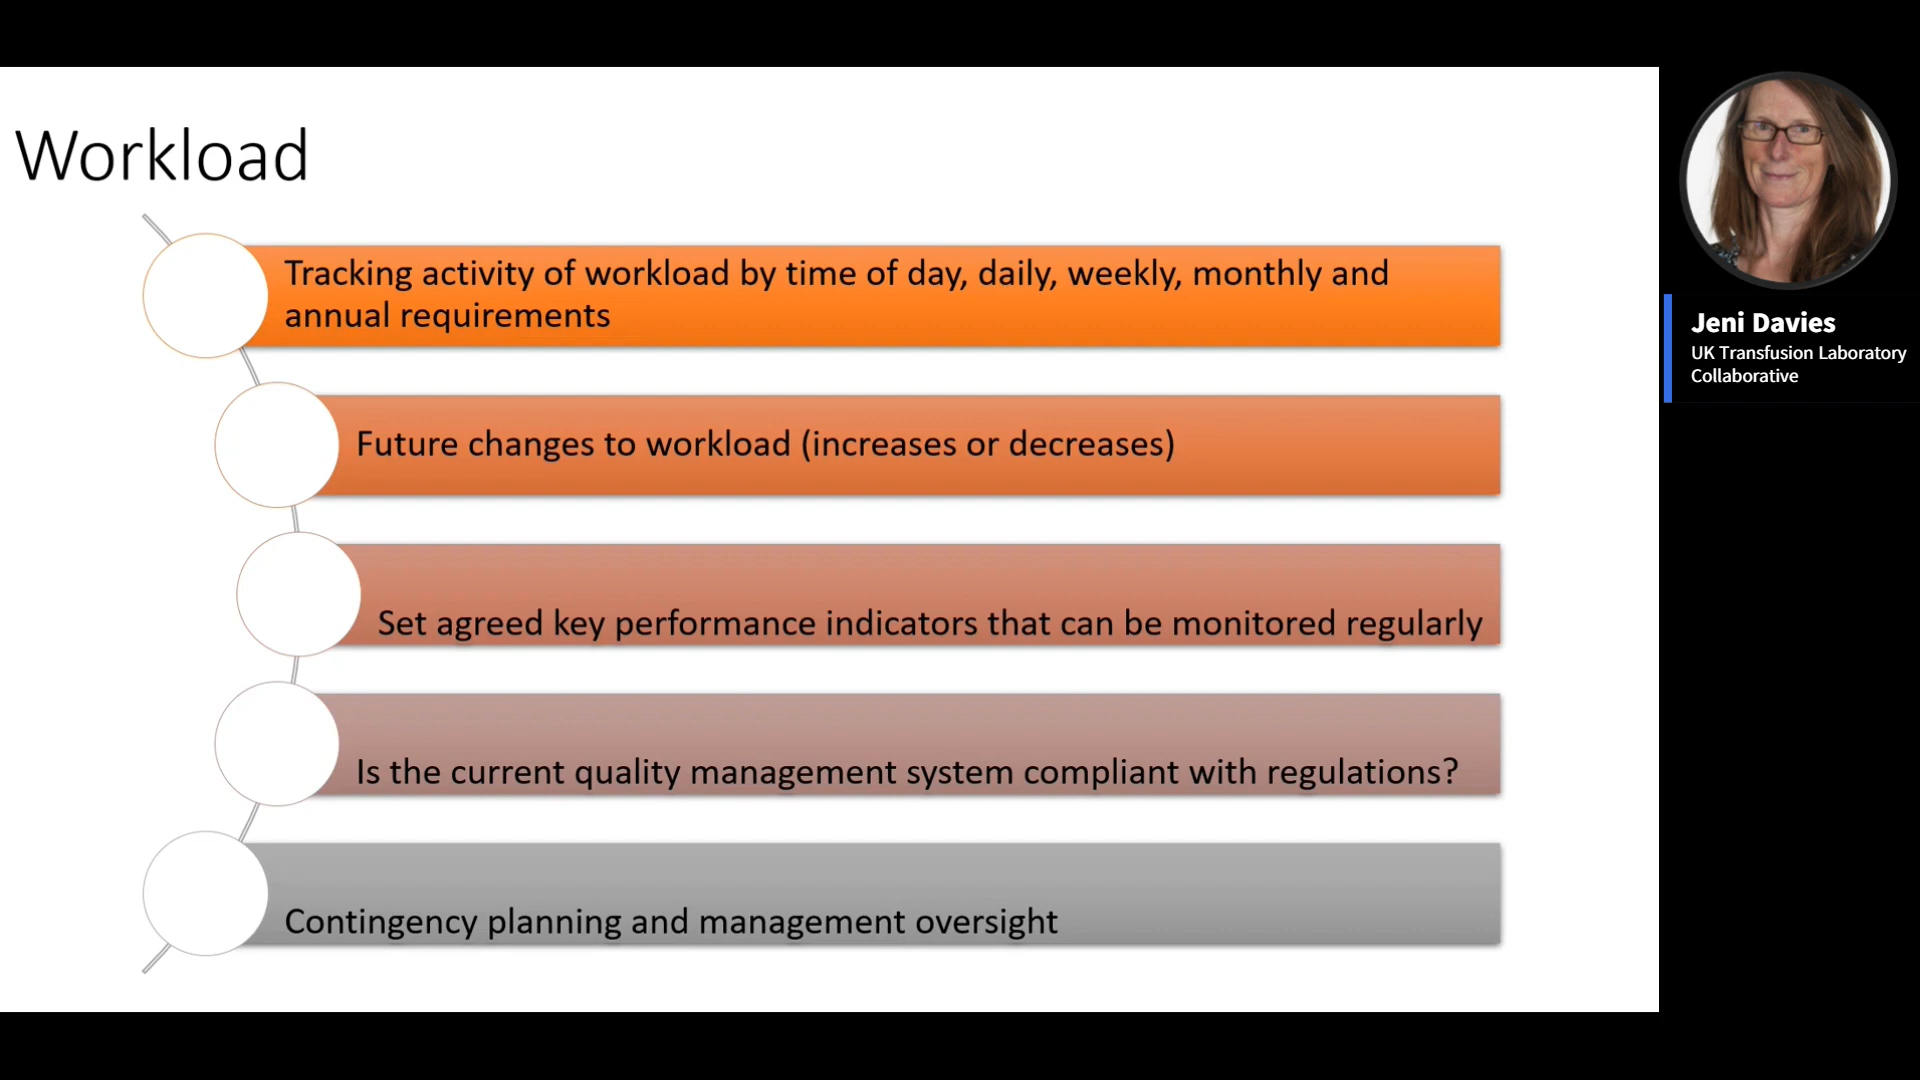 Workload
Tracking activity of workload by time of day, daily, weekly, monthly and
annual requirements
Future changes to workload (increases or decreases)
Set agreed key performance indicators that can be monitored regularly
Is the current quality management system compliant with regulations?
Contingency planning and management oversight
Jeni Davies
UK Transfusion Laboratory
Collaborative